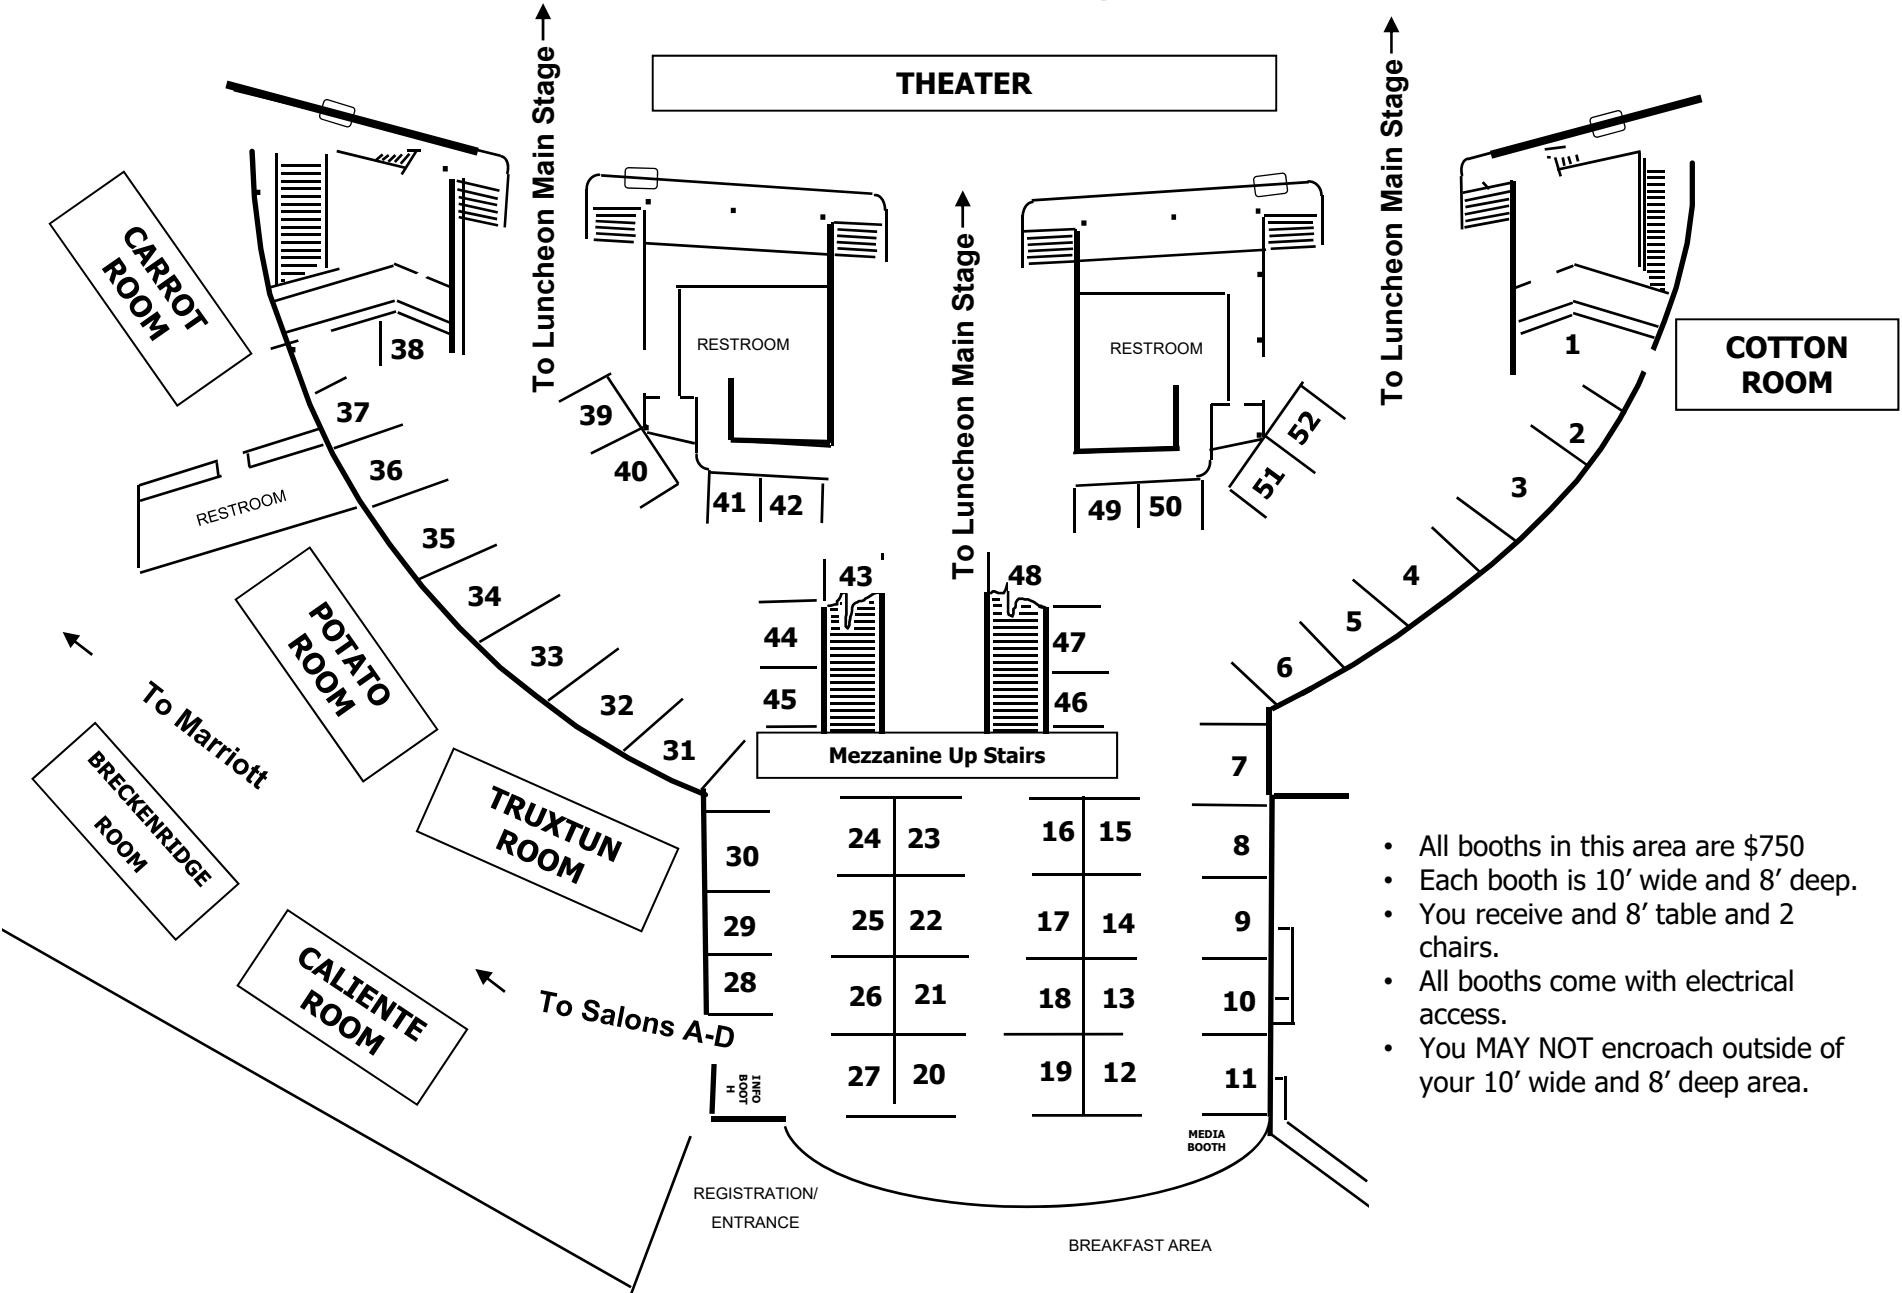 THEATER
To Luncheon Main Stage
To Luncheon Main Stage
To Luncheon Main Stage
CARROT
ROOM
COTTON
ROOM
RESTROOM
RESTROOM
RESTROOM
38
37
36
35
34
33
32
31
39
40
41
42
49
50
51
52
1
2
3
4
5
6
43
48
44
47
45
46
POTATO
ROOM
To Marriott
BRECKENRIDGE
ROOM
TRUXTUN
ROOM
CALIENTE
ROOM
To Salons A-D
Mezzanine Up Stairs
7
30
24
23
16
15
8
29
25
22
17
14
9
28
26
21
18
13
10
27
20
19
12
11
INFO
BOOT
H
MEDIA
BOOTH
REGISTRATION/
ENTRANCE
BREAKFAST AREA
• All booths in this area are $750
• Each booth is 10’ wide and 8’ deep.
• You receive and 8’ table and 2
chairs.
• All booths come with electrical
access.
• You MAY NOT encroach outside of
your 10’ wide and 8’ deep area.